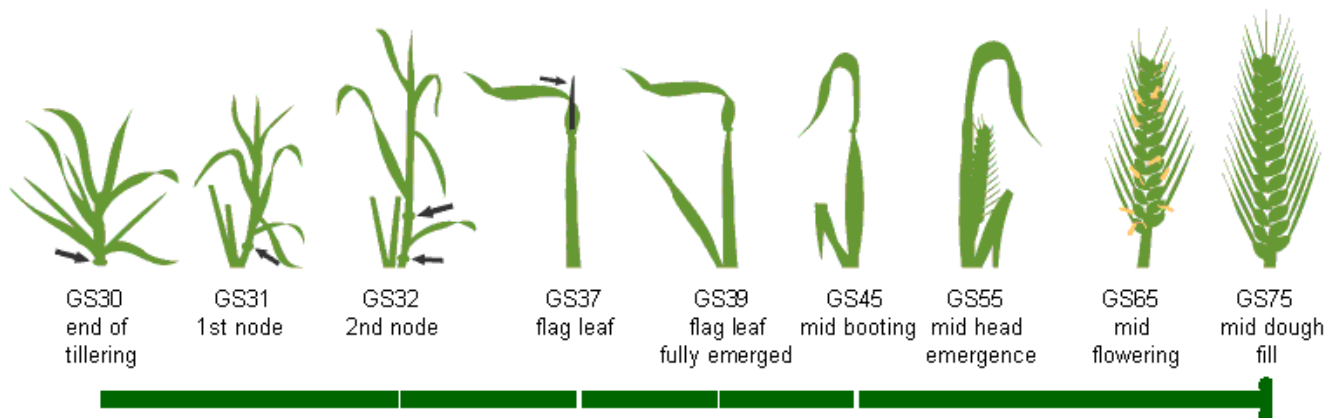 GS30
end of
tillering
GS31
1st node
GS32
2nd node
GS37
flag leaf
GS39
flag leaf
fully emerged
GS45
mid booting
GS55
mid head
emergence
GS65
mid
flowering
GS75
mid dough
fill